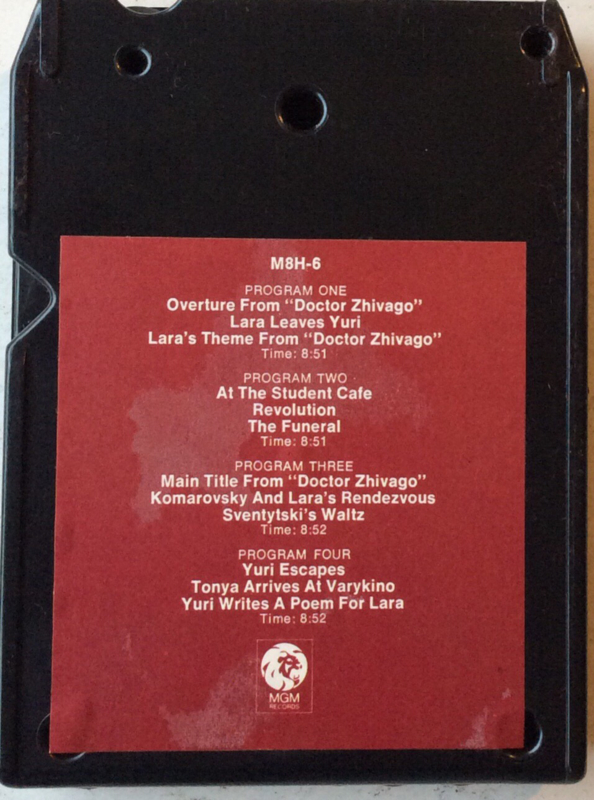 M8H-6
PROGRAM ONE
Overture From "Doctor Zhivago"
Lara Leaves Yuri
Lara's Theme From "Doctor Zhivago"
Time: 8:51
PROGRAM TWO
At The Student Cafe
Revolution
The Funeral
Time: 8:51
PROGRAM THREE
Main Title From "Doctor Zhivago"
Komarovsky And Lara's Rendezvous
Sventytski's Waltz
Time: 8:52
PROGRAM FOUR
Yuri Escapes
Tonya Arrives At Varykino
Yuri Writes A Poem For Lara
Time: 8:52
MGM
RECORDS